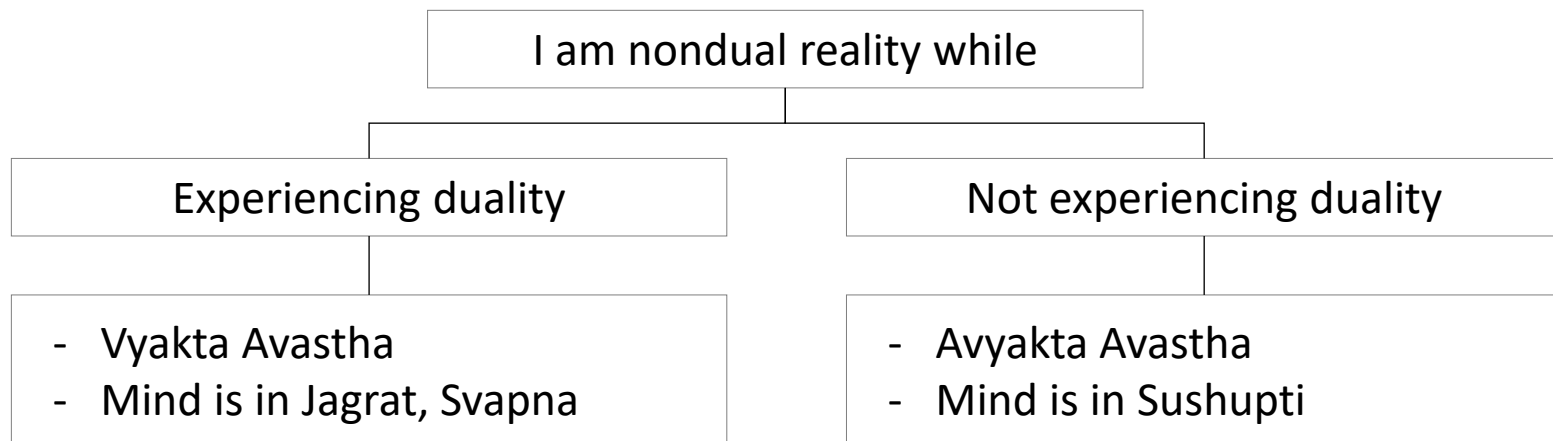 I am nondual reality while
Experiencing duality
Not experiencing duality
- Vyakta Avastha
- Mind is in Jagrat, Svapna
- Avyakta Avastha
- Mind is in Sushupti